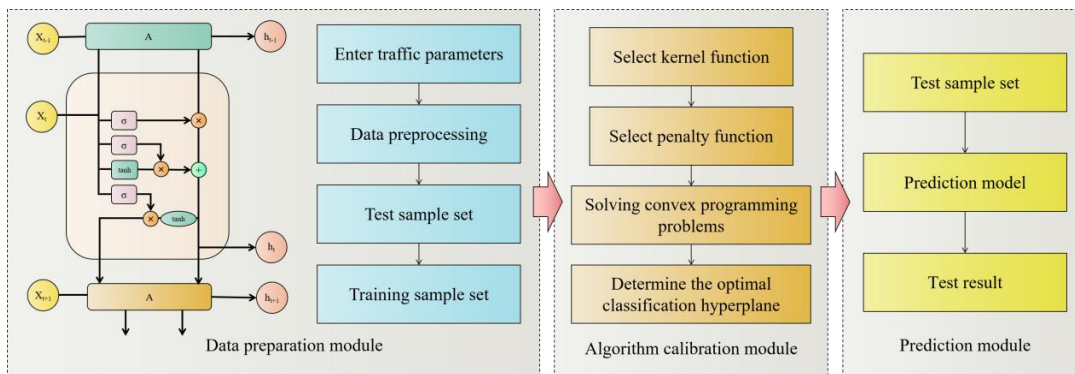 X_{t-1}
A
h_{t-1}
X_t
σ
×
σ
tanh
×
+
σ
×
tanh
h_t
X_{t+1}
A
h_{t+1}
Enter traffic parameters
Data preprocessing
Test sample set
Training sample set
Data preparation module
Select kernel function
Select penalty function
Solving convex programming
problems
Determine the optimal
classification hyperplane
Algorithm calibration module
Test sample set
Prediction model
Test result
Prediction module